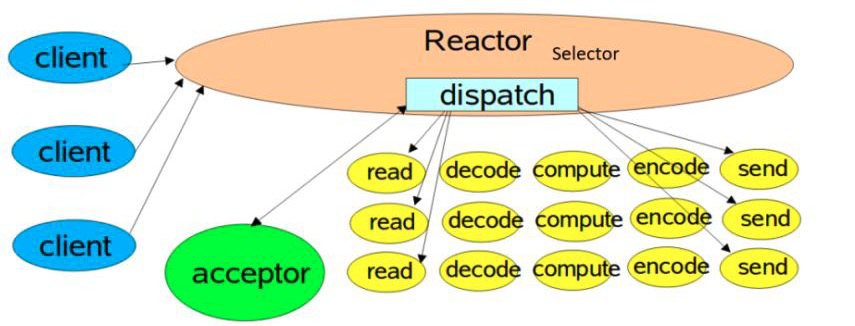 client
Reactor Selector
dispatch
client
client
acceptor
read decode compute encode send
read decode compute encode send
read decode compute encode send